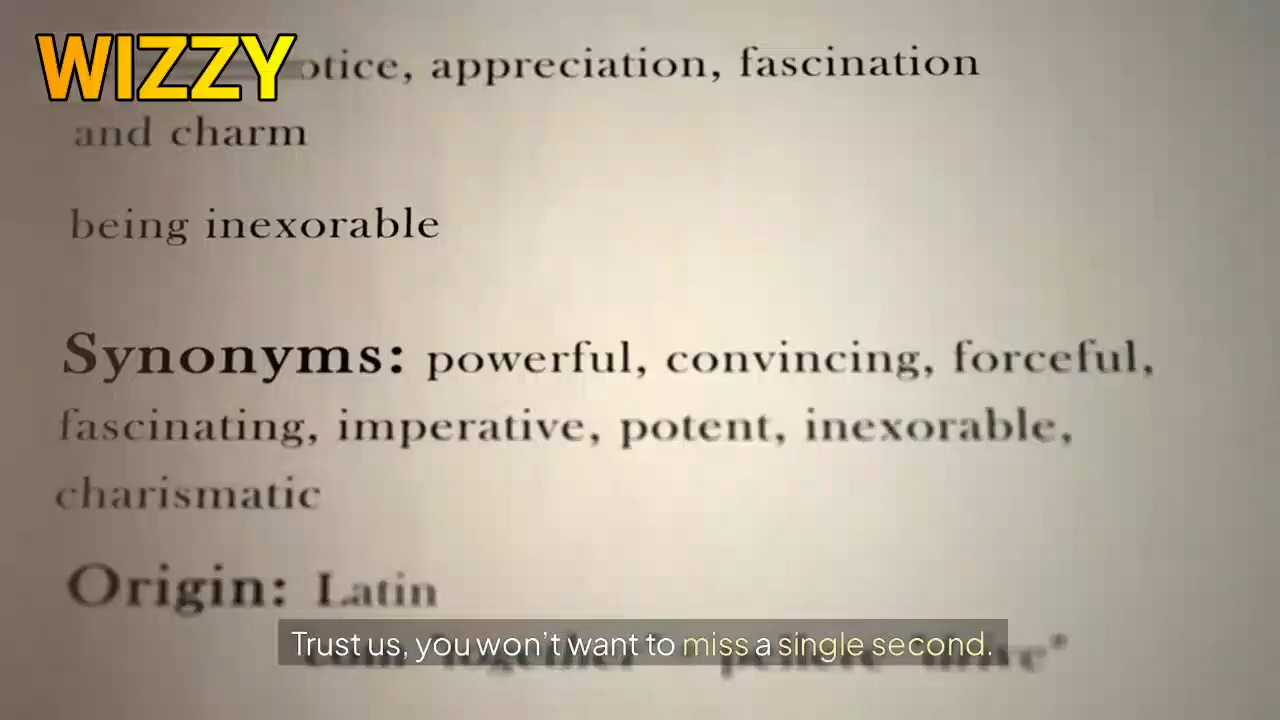 WIZZY
appreciation, fascination
and charm
being inexorable
Synonyms: powerful, convincing, forceful,
fascinating, imperative, potent, inexorable,
charismatic
Origin: Latin
Trust us, you won't want to miss a single second.